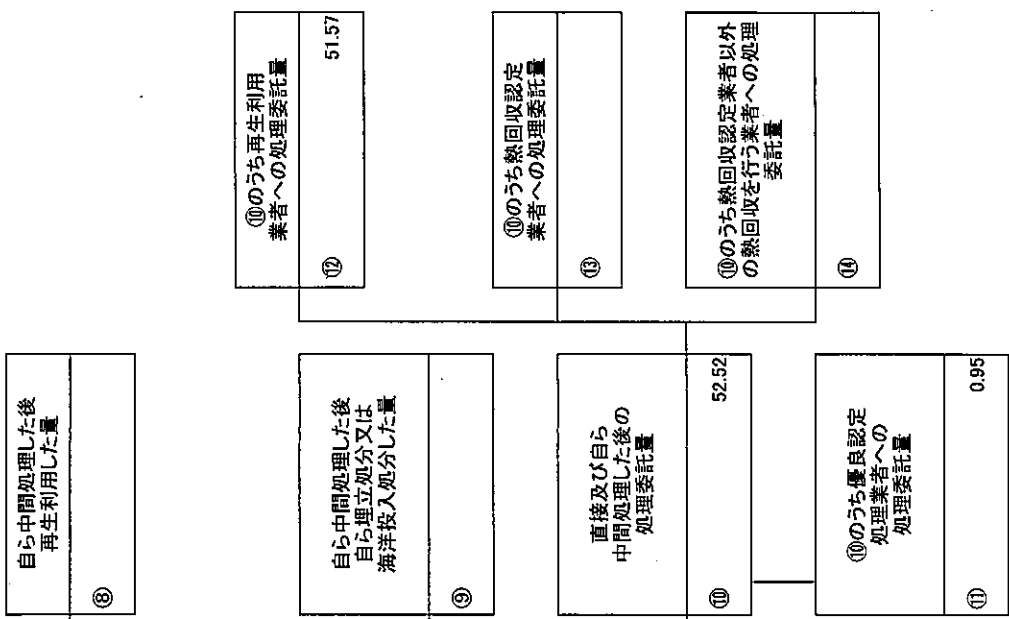 自ら中間処理した後
再生利用した量
⑧
自ら中間処理した後
自ら埋立処分又は
海洋投入処分した量
⑨
直接及び自ら
中間処理した後の
処理委託量
⑩
52.52
⑩のうち優良認定
処理業者への
処理委託量
⑪
0.95
⑩のうち再生利用
業者への処理委託量
⑫
51.57
⑩のうち熱回収認定
業者への処理委託量
⑬
⑩のうち熱回収認定業者以外
の熱回収を行う業者への処理
委託量
⑭